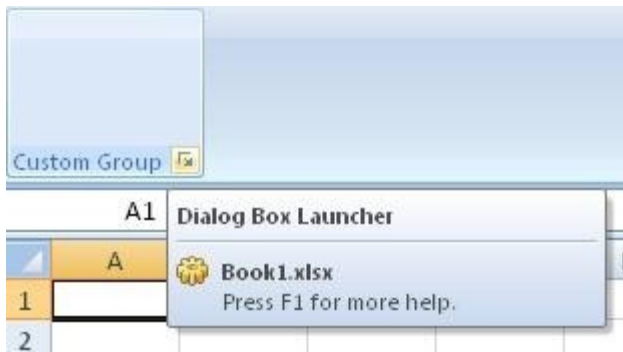 Custom Group
A1
Dialog Box Launcher
A
Book1.xlsx
Press F1 for more help.
1
2